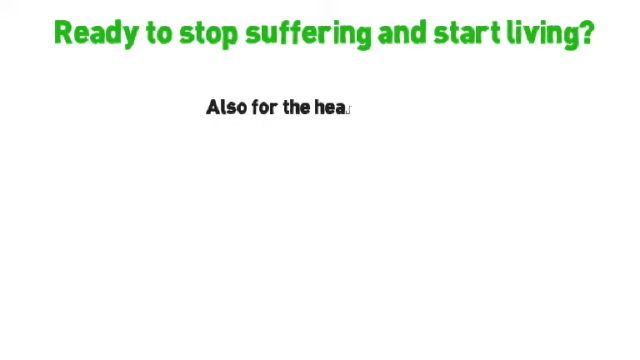 Ready to stop suffering and start living?
Also for the hea